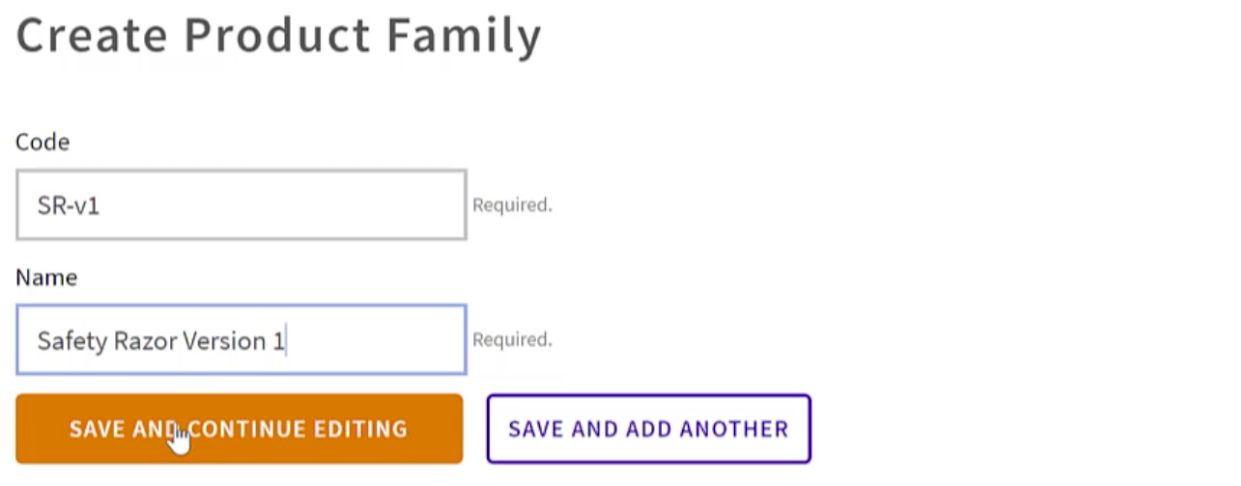 Create Product Family
Code
SR-v1 Required.
Name
Safety Razor Version 1 Required.
SAVE AND CONTINUE EDITING SAVE AND ADD ANOTHER